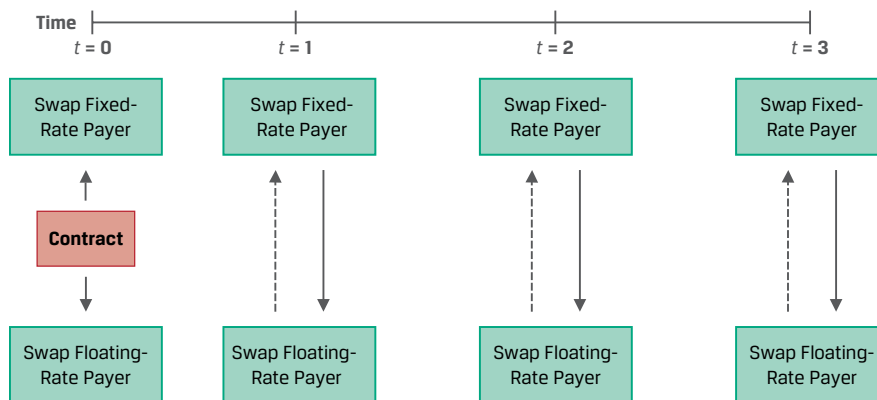 Time
t = 0
t = 1
t = 2
t = 3
Swap Fixed-
Rate Payer
Swap Fixed-
Rate Payer
Swap Fixed-
Rate Payer
Swap Fixed-
Rate Payer
Contract
Swap Floating-
Rate Payer
Swap Floating-
Rate Payer
Swap Floating-
Rate Payer
Swap Floating-
Rate Payer